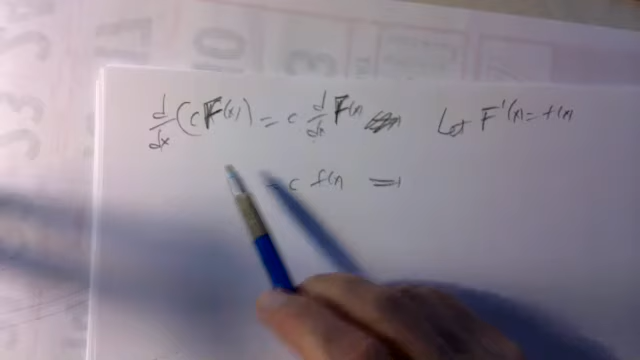 d/dx (c F(x)) = c d/dx F(x) Let F'(x) = f(x)
= c f(x) =